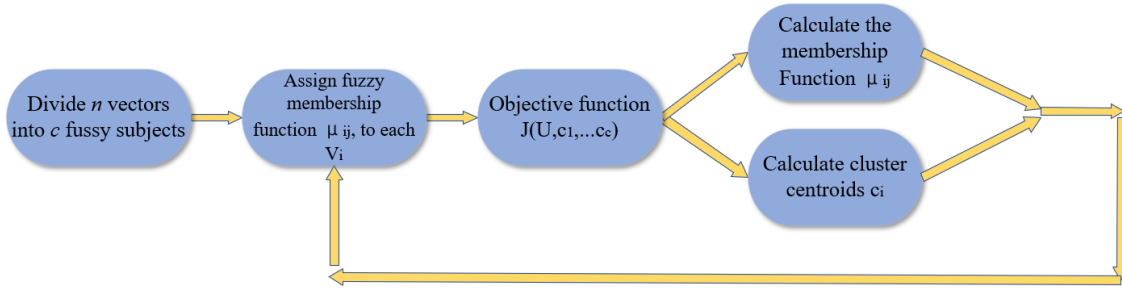 Divide n vectors
into c fussy subjects
Assign fuzzy
membership
function μ ij, to each
Vi
Objective function
J(U,c1,...cc)
Calculate the
membership
Function μ ij
Calculate cluster
centroids ci